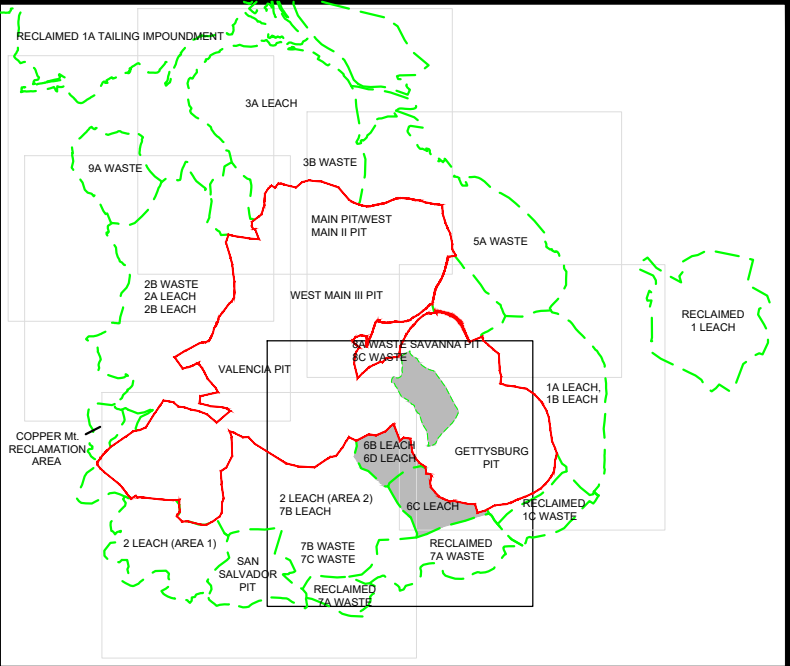 RECLAIMED 1A TAILING IMPOUNDMENT
3A LEACH
3B WASTE
9A WASTE
MAIN PIT/WEST
MAIN II PIT
5A WASTE
2B WASTE
2A LEACH
2B LEACH
WEST MAIN III PIT
RECLAIMED
1 LEACH
8A WASTE SAVANNA PIT
8C WASTE
VALENCIA PIT
1A LEACH,
1B LEACH
COPPER Mt.
RECLAMATION
AREA
6B LEACH
6D LEACH
GETTYSBURG
PIT
2 LEACH (AREA 2)
7B LEACH
6C LEACH
RECLAIMED
1C WASTE
2 LEACH (AREA 1)
7B WASTE
7C WASTE
RECLAIMED
7A WASTE
SAN
SALVADOR
PIT
RECLAIMED
7A WASTE